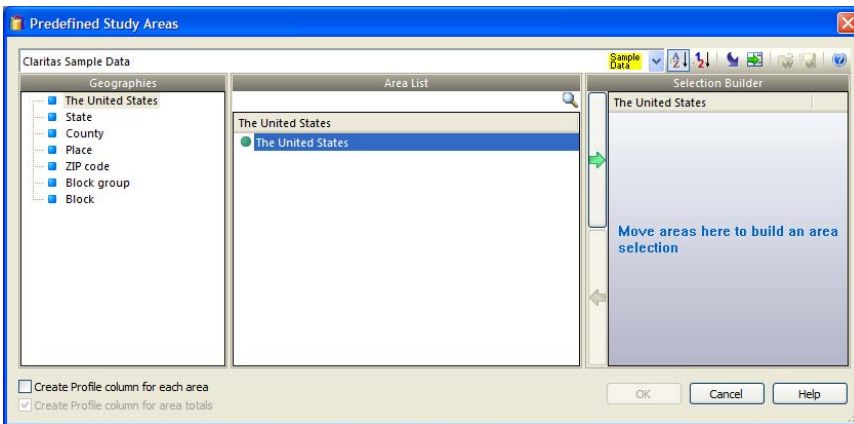 Predefined Study Areas
Claritas Sample Data
Sample Data
Geographies
The United States
State
County
Place
ZIP code
Block group
Block
Area List
The United States
The United States
Selection Builder
The United States
Move areas here to build an area
selection
Create Profile column for each area
Create Profile column for area totals
OK
Cancel
Help